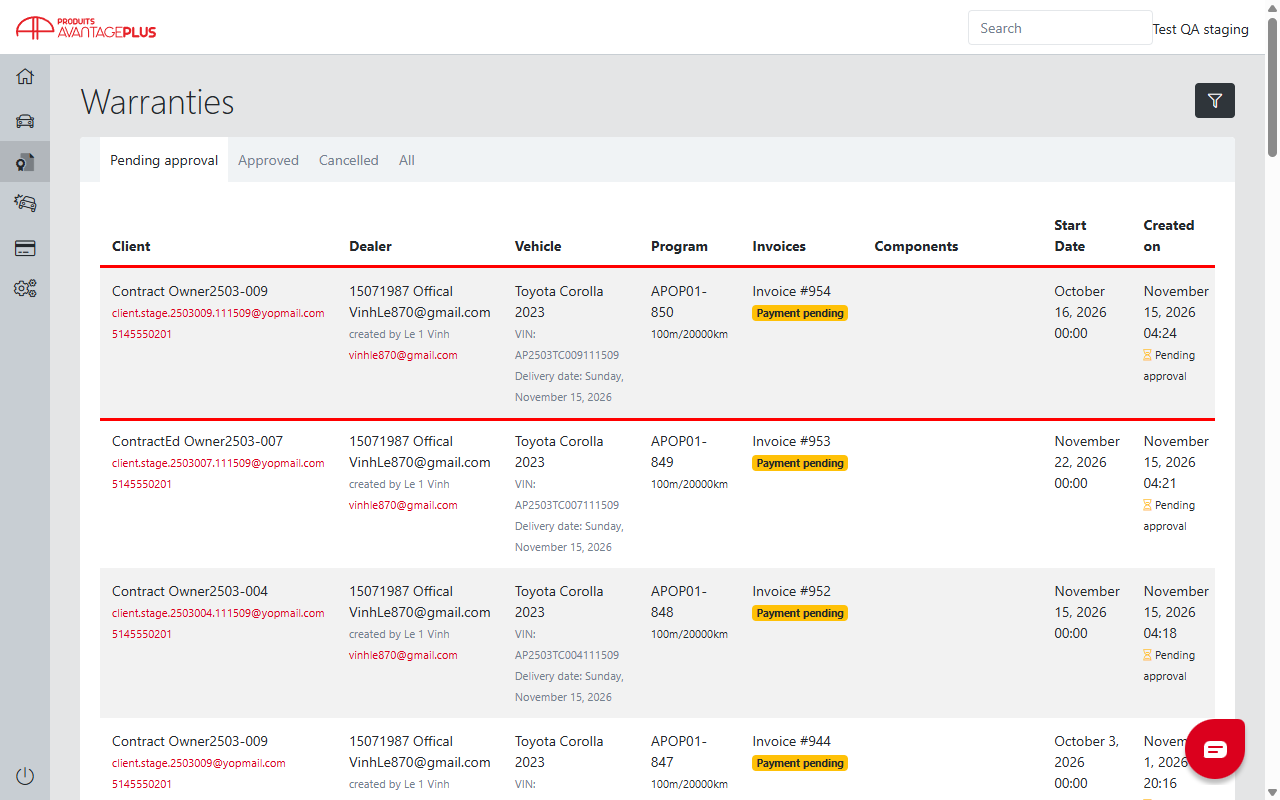 PRODUITS
AVANTAGEPLUS
Search
Test QA staging
Warranties
Pending approval
Approved
Cancelled
All
Client
Dealer
Vehicle
Program
Invoices
Components
Start
Date
Created
on
Contract Owner2503-009
client.stage.2503009.111509@yopmail.com
5145550201
15071987 Offical
VinhLe870@gmail.com
created by Le 1 Vinh
vinhle870@gmail.com
Toyota Corolla
2023
VIN:
AP2503TC009111509
Delivery date: Sunday,
November 15, 2026
APOP01-
850
100m/20000km
Invoice #954
Payment pending
October
16, 2026
00:00
November
15, 2026
04:24
Pending
approval
ContractEd Owner2503-007
client.stage.2503007.111509@yopmail.com
5145550201
15071987 Offical
VinhLe870@gmail.com
created by Le 1 Vinh
vinhle870@gmail.com
Toyota Corolla
2023
VIN:
AP2503TC007111509
Delivery date: Sunday,
November 15, 2026
APOP01-
849
100m/20000km
Invoice #953
Payment pending
November
22, 2026
00:00
November
15, 2026
04:21
Pending
approval
Contract Owner2503-004
client.stage.2503004.111509@yopmail.com
5145550201
15071987 Offical
VinhLe870@gmail.com
created by Le 1 Vinh
vinhle870@gmail.com
Toyota Corolla
2023
VIN:
AP2503TC004111509
Delivery date: Sunday,
November 15, 2026
APOP01-
848
100m/20000km
Invoice #952
Payment pending
November
15, 2026
00:00
November
15, 2026
04:18
Pending
approval
Contract Owner2503-009
client.stage.2503009@yopmail.com
5145550201
15071987 Offical
VinhLe870@gmail.com
created by Le 1 Vinh
Toyota Corolla
2023
VIN:
APOP01-
847
100m/20000km
Invoice #944
Payment pending
October 3,
2026
00:00
Novem
1, 2026
20:16